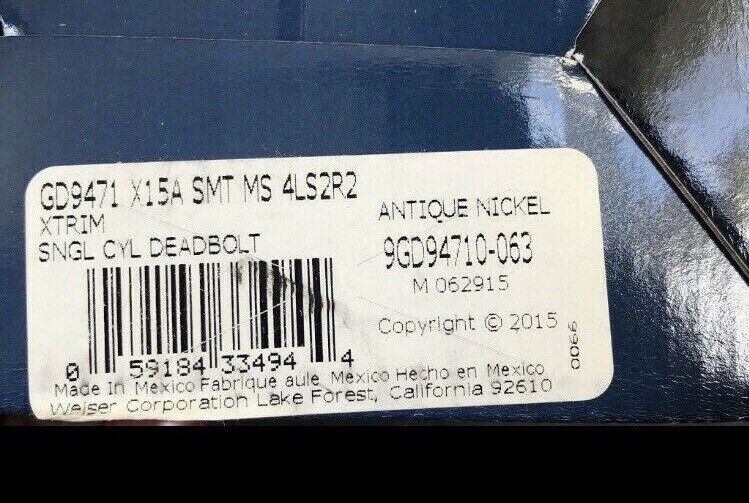 GD9471 X15A SMT MS 4LS2R2
XTRIM
SNGL CYL DEADBOLT
ANTIQUE NICKEL
9GD94710-063
M 062915
Copyright © 2015
0066
0 59184 33494 4
Made In Mexico Fabrique aule Mexico Hecho en Mexico
Weiser Corporation Lake Forest, California 92610